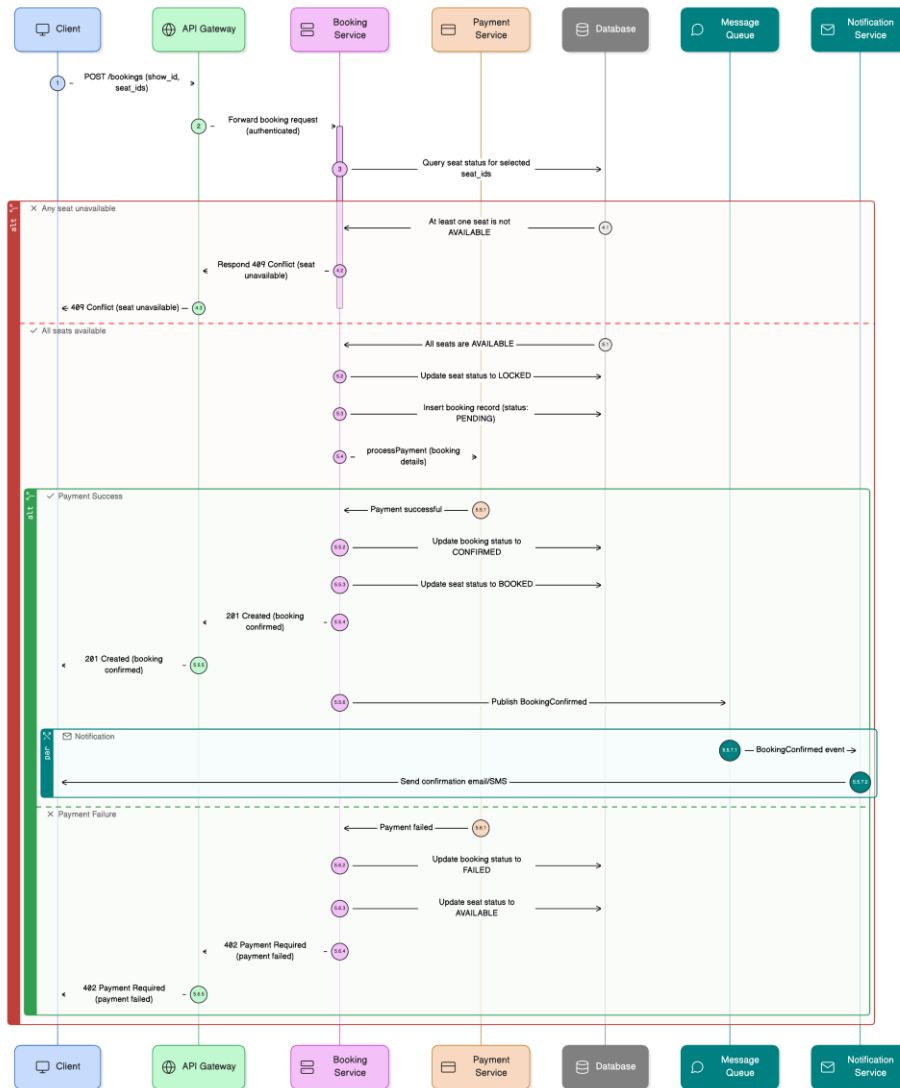 Client
API Gateway
Booking
Service
Payment
Service
Database
Message
Queue
Notification
Service
1
POST /bookings (show_id,
seat_ids)
2
Forward booking request
(authenticated)
3
Query seat status for selected
seat_ids
alt
Any seat unavailable
At least one seat is not
AVAILABLE
4.1
Respond 409 Conflict (seat
unavailable)
4.2
409 Conflict (seat unavailable)
4.3
All seats available
All seats are AVAILABLE
5.1
5.2
Update seat status to LOCKED
5.3
Insert booking record (status:
PENDING)
5.4
processPayment (booking
details)
alt
Payment Success
Payment successful
5.5.1
5.5.2
Update booking status to
CONFIRMED
5.5.3
Update seat status to BOOKED
201 Created (booking
confirmed)
5.5.4
201 Created (booking
confirmed)
5.5.5
5.5.6
Publish BookingConfirmed
par
Notification
5.5.7.1
BookingConfirmed event
Send confirmation email/SMS
5.5.7.2
Payment Failure
Payment failed
5.6.1
5.6.2
Update booking status to
FAILED
5.6.3
Update seat status to
AVAILABLE
402 Payment Required
(payment failed)
5.6.4
402 Payment Required
(payment failed)
5.6.5
Client
API Gateway
Booking
Service
Payment
Service
Database
Message
Queue
Notification
Service